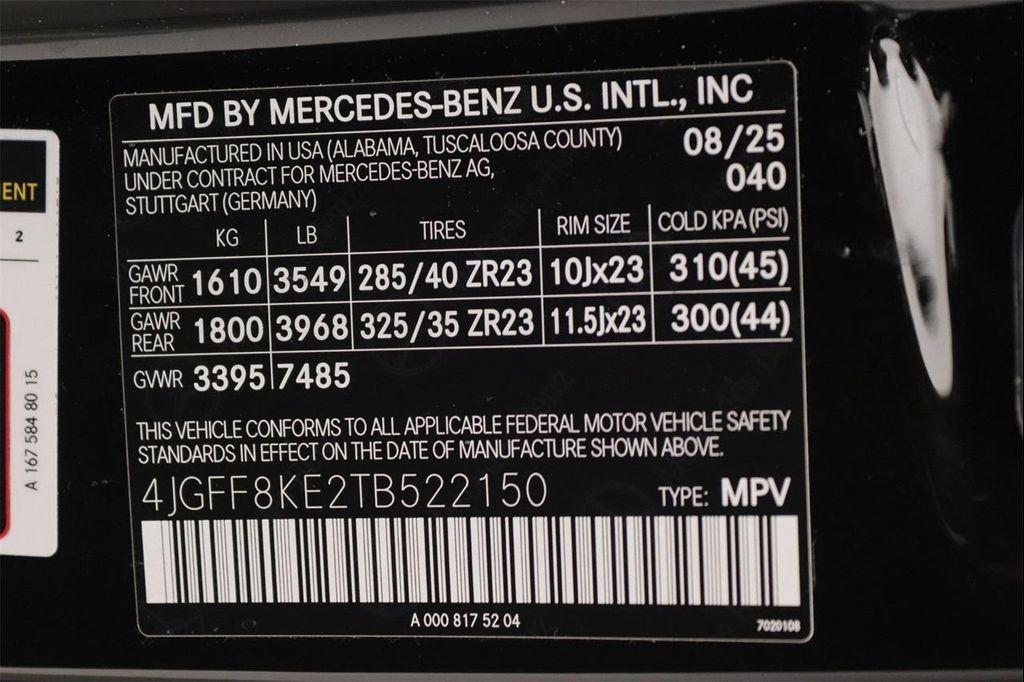 MFD BY MERCEDES-BENZ U.S. INTL., INC
MANUFACTURED IN USA (ALABAMA, TUSCALOOSA COUNTY) 08/25
UNDER CONTRACT FOR MERCEDES-BENZ AG, 040
STUTTGART (GERMANY)
KG LB TIRES RIM SIZE COLD KPA (PSI)
GAWR FRONT 1610 3549 285/40 ZR23 10Jx23 310(45)
GAWR REAR 1800 3968 325/35 ZR23 11.5Jx23 300(44)
GVWR 3395 7485
THIS VEHICLE CONFORMS TO ALL APPLICABLE FEDERAL MOTOR VEHICLE SAFETY
STANDARDS IN EFFECT ON THE DATE OF MANUFACTURE SHOWN ABOVE.
4JGFF8KE2TB522150 TYPE: MPV
A 000 817 52 04
7020108
ENT
2
A 167 584 80 15